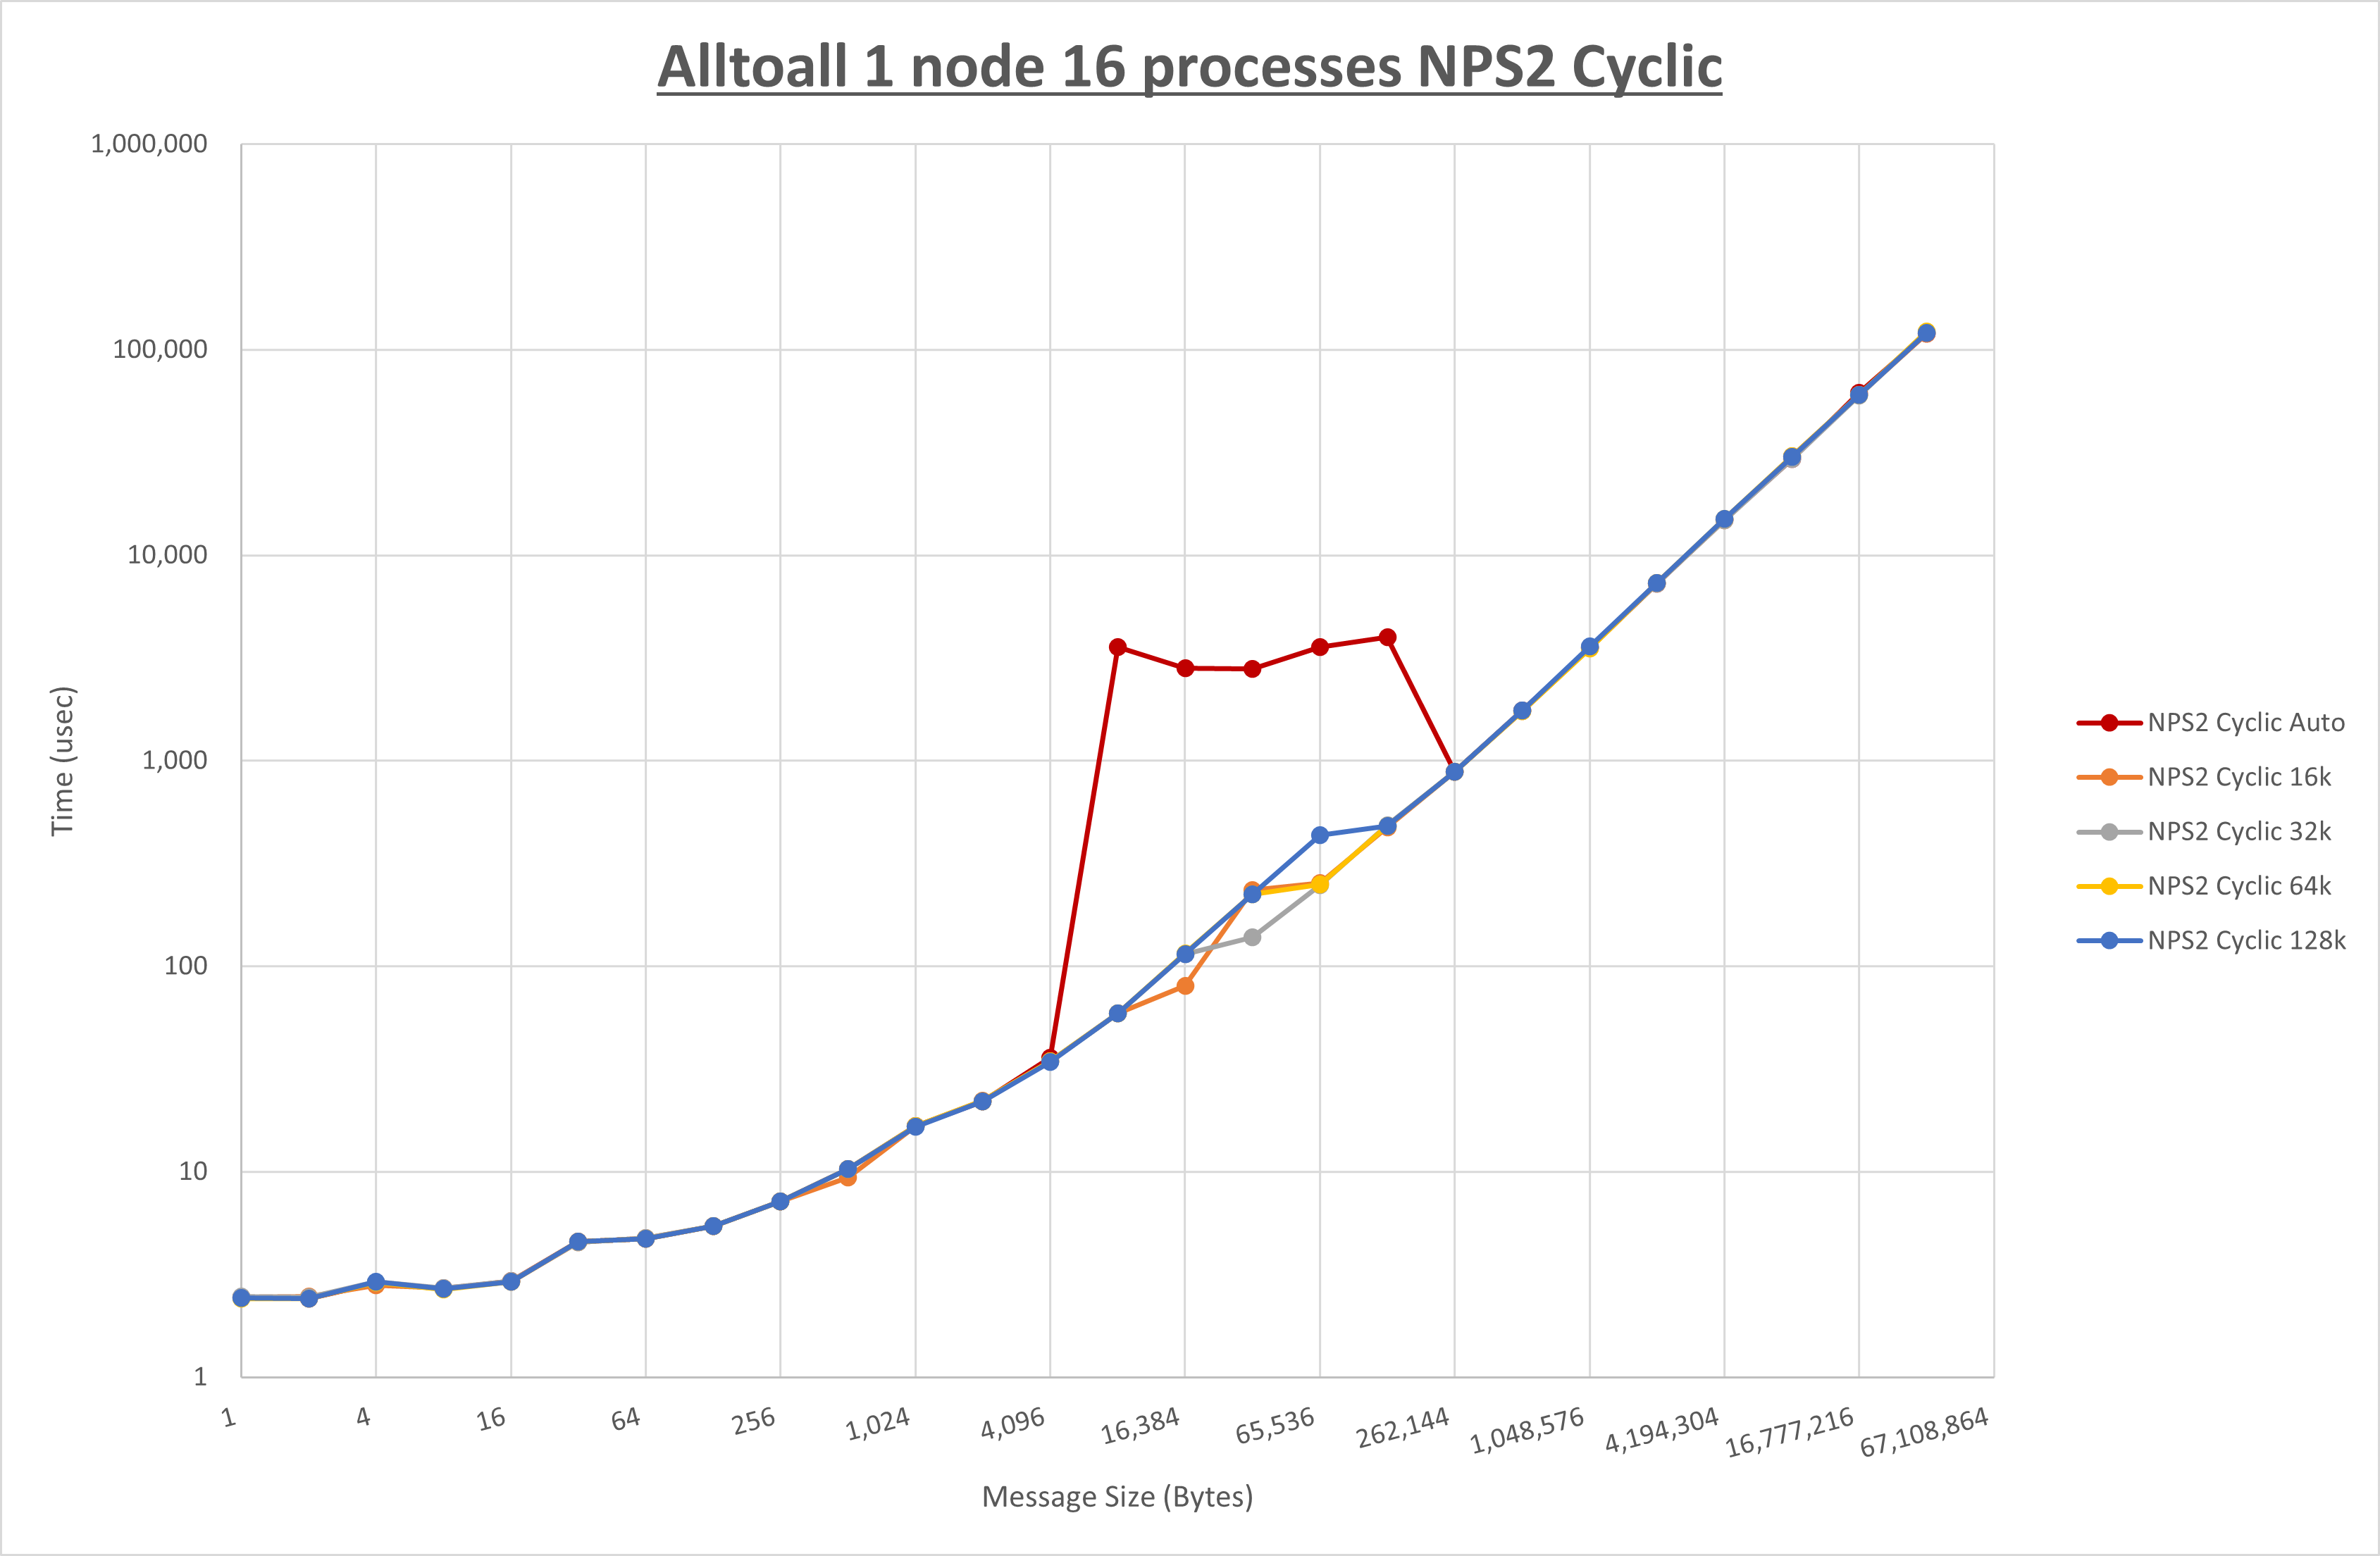 Alltoall 1 node 16 processes NPS2 Cyclic
1,000,000
100,000
10,000
1,000
100
10
1
Time (usec)
1
4
16
64
256
1,024
4,096
16,384
65,536
262,144
1,048,576
4,194,304
16,777,216
67,108,864
Message Size (Bytes)
NPS2 Cyclic Auto
NPS2 Cyclic 16k
NPS2 Cyclic 32k
NPS2 Cyclic 64k
NPS2 Cyclic 128k